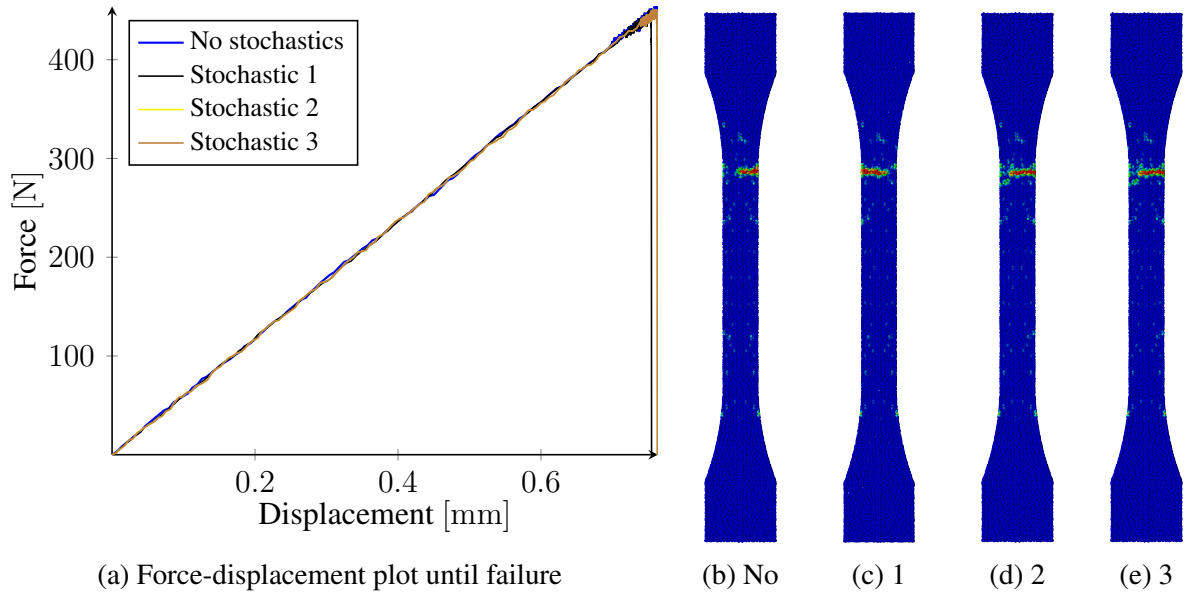 No stochastics
Stochastic 1
Stochastic 2
Stochastic 3
400
300
200
100
Force [N]
0.2 0.4 0.6
Displacement [mm]
(a) Force-displacement plot until failure
(b) No
(c) 1
(d) 2
(e) 3